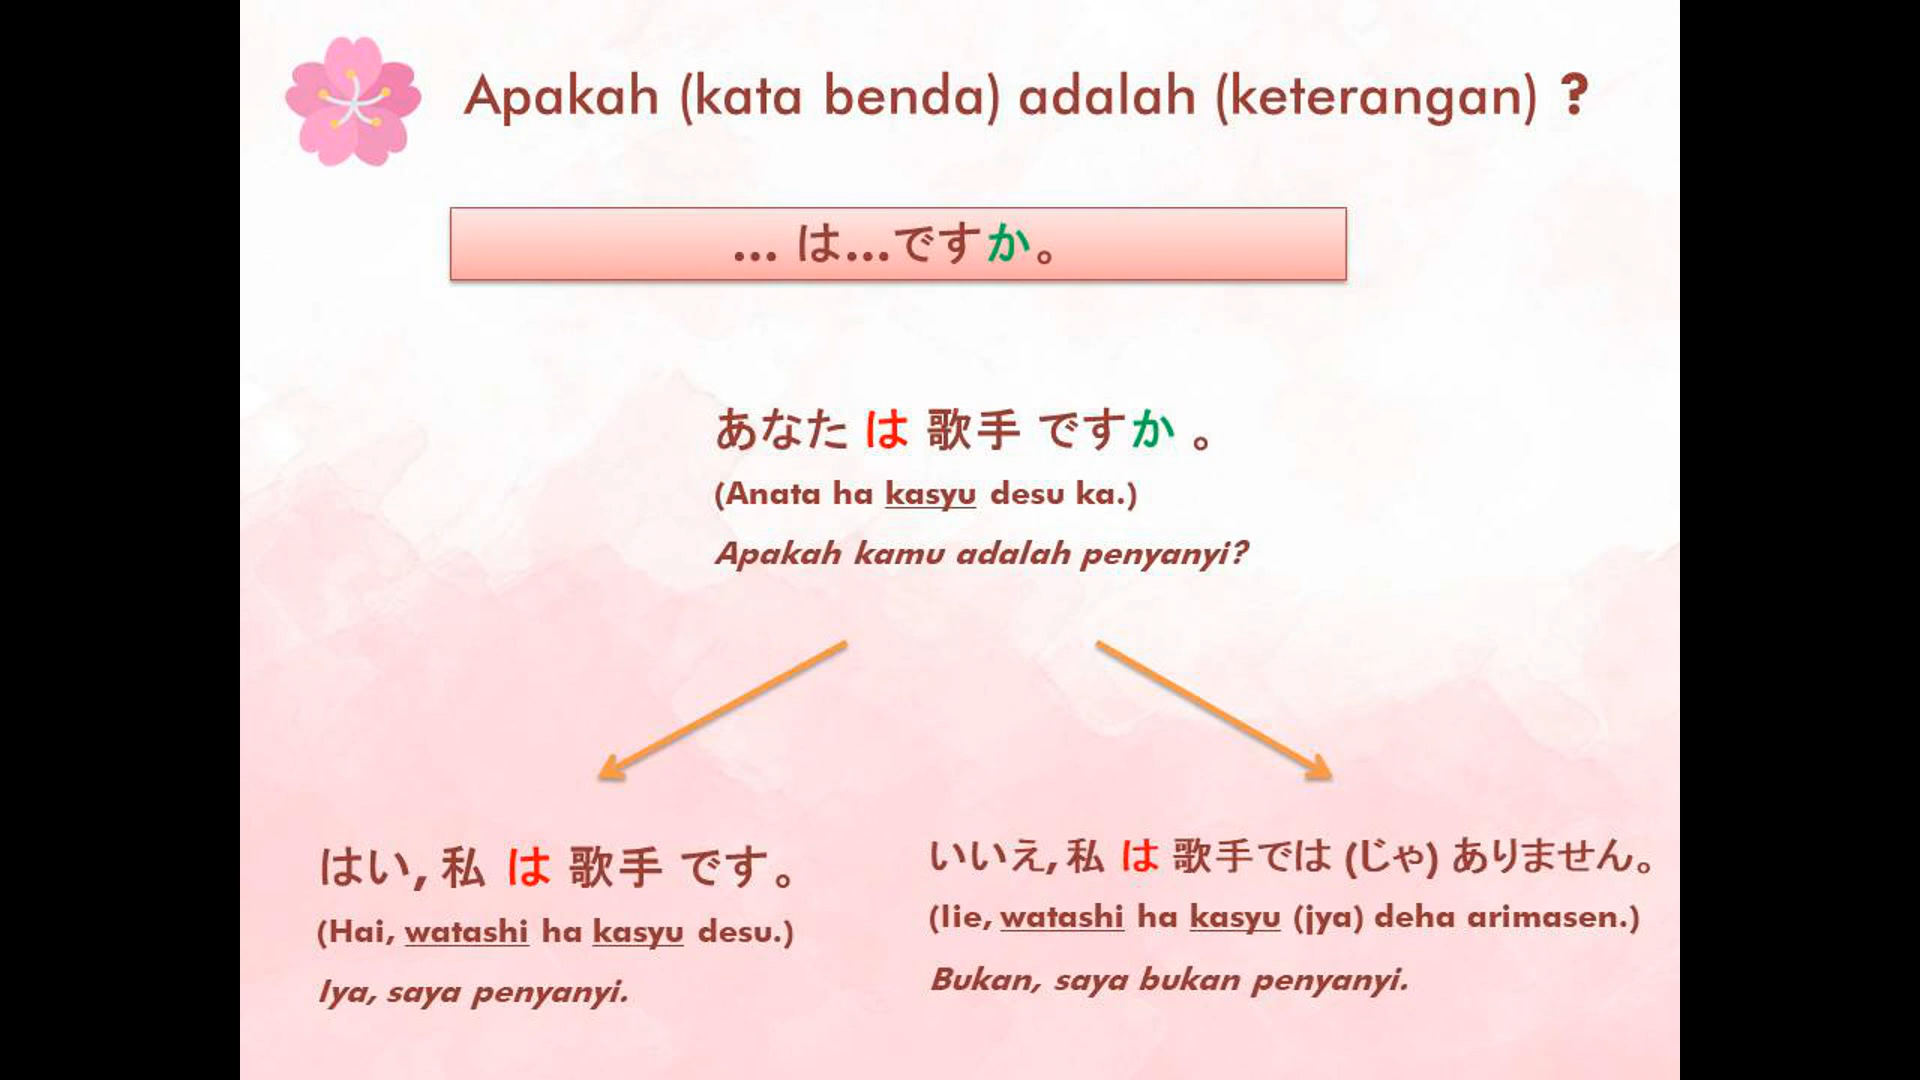 Apakah (kata benda) adalah (keterangan) ?
... は...ですか。
あなた は 歌手 ですか 。
(Anata ha kasyu desu ka.)
Apakah kamu adalah penyanyi?
はい, 私 は 歌手 です。
(Hai, watashi ha kasyu desu.)
Iya, saya penyanyi.
いいえ, 私 は 歌手では (じゃ) ありません。
(Iie, watashi ha kasyu (jya) deha arimasen.)
Bukan, saya bukan penyanyi.